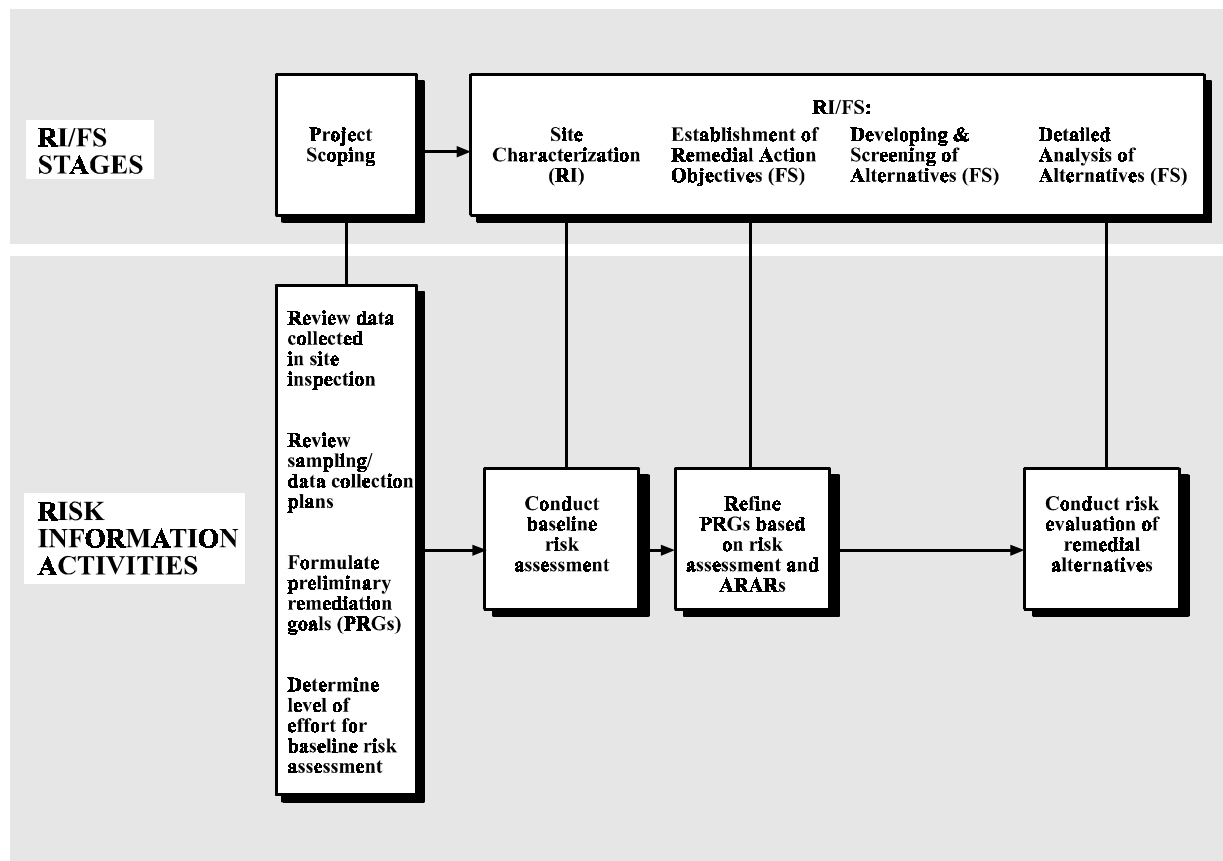 RI/FS
STAGES
Project
Scoping
RI/FS:
Site
Characterization
(RI)
Establishment of
Remedial Action
Objectives (FS)
Developing &
Screening of
Alternatives (FS)
Detailed
Analysis of
Alternatives (FS)
RISK
INFORMATION
ACTIVITIES
Review data
collected
in site
inspection
Review
sampling/
data collection
plans
Formulate
preliminary
remediation
goals (PRGs)
Determine
level of
effort for
baseline risk
assessment
Conduct
baseline
risk
assessment
Refine
PRGs based
on risk
assessment and
ARARs
Conduct risk
evaluation of
remedial
alternatives